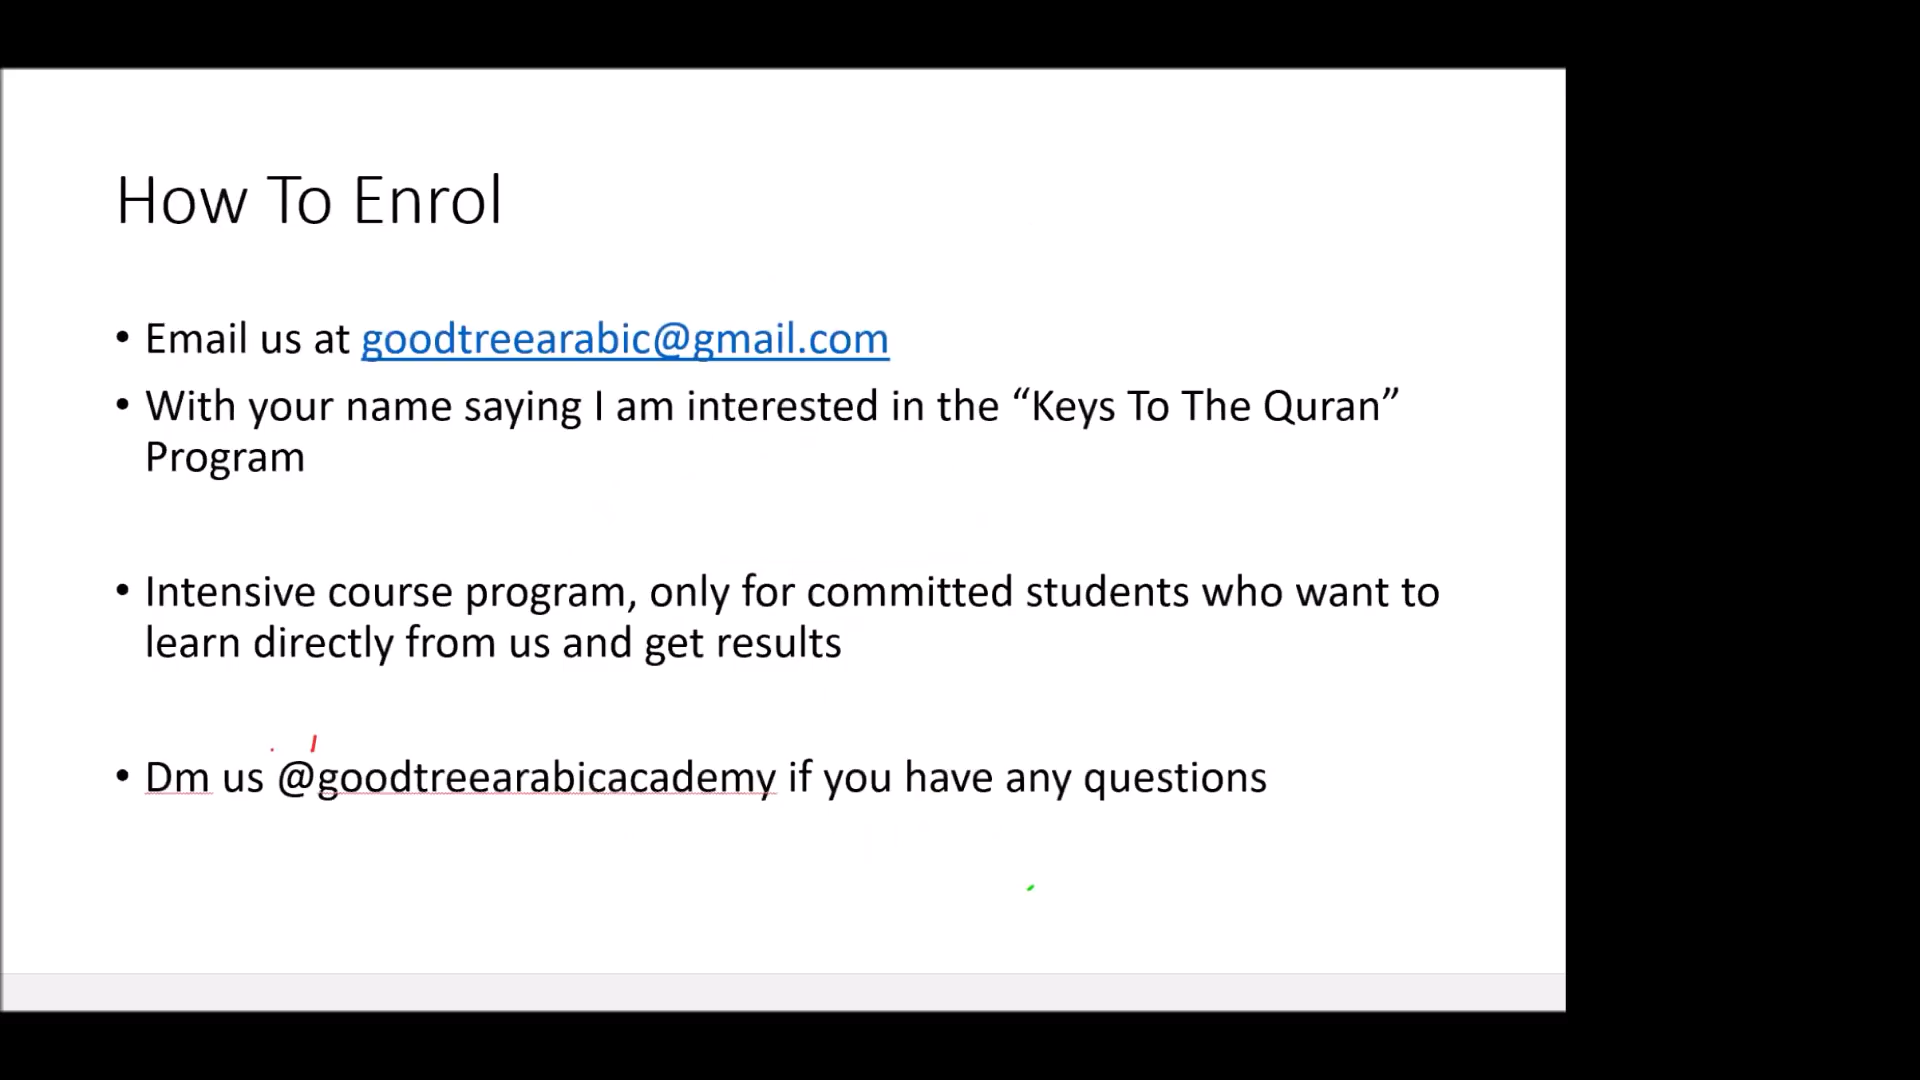 How To Enrol
• Email us at goodtreearabic@gmail.com
• With your name saying I am interested in the “Keys To The Quran”
Program
• Intensive course program, only for committed students who want to
learn directly from us and get results
• Dm us @goodtreearabicacademy if you have any questions